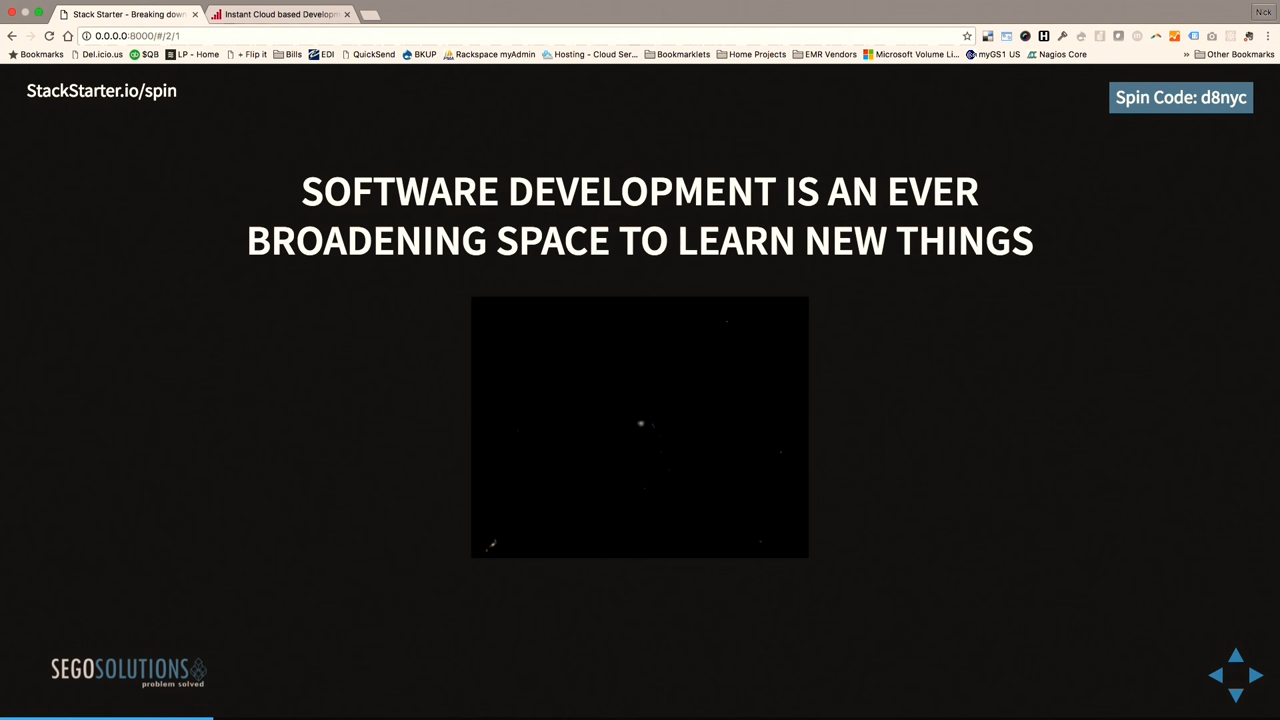 Stack Starter - Breaking down
Instant Cloud based Developm
Nick
0.0.0.0:8000/#/2/1
Bookmarks Del.icio.us $QB LP - Home + Flip it Bills EDI QuickSend BKUP Rackspace myAdmin Hosting - Cloud Ser... Bookmarklets Home Projects EMR Vendors Microsoft Volume Li... myGS1 US Nagios Core » Other Bookmarks
StackStarter.io/spin
Spin Code: d8nyc
SOFTWARE DEVELOPMENT IS AN EVER
BROADENING SPACE TO LEARN NEW THINGS
SEGOSOLUTIONS
problem solved